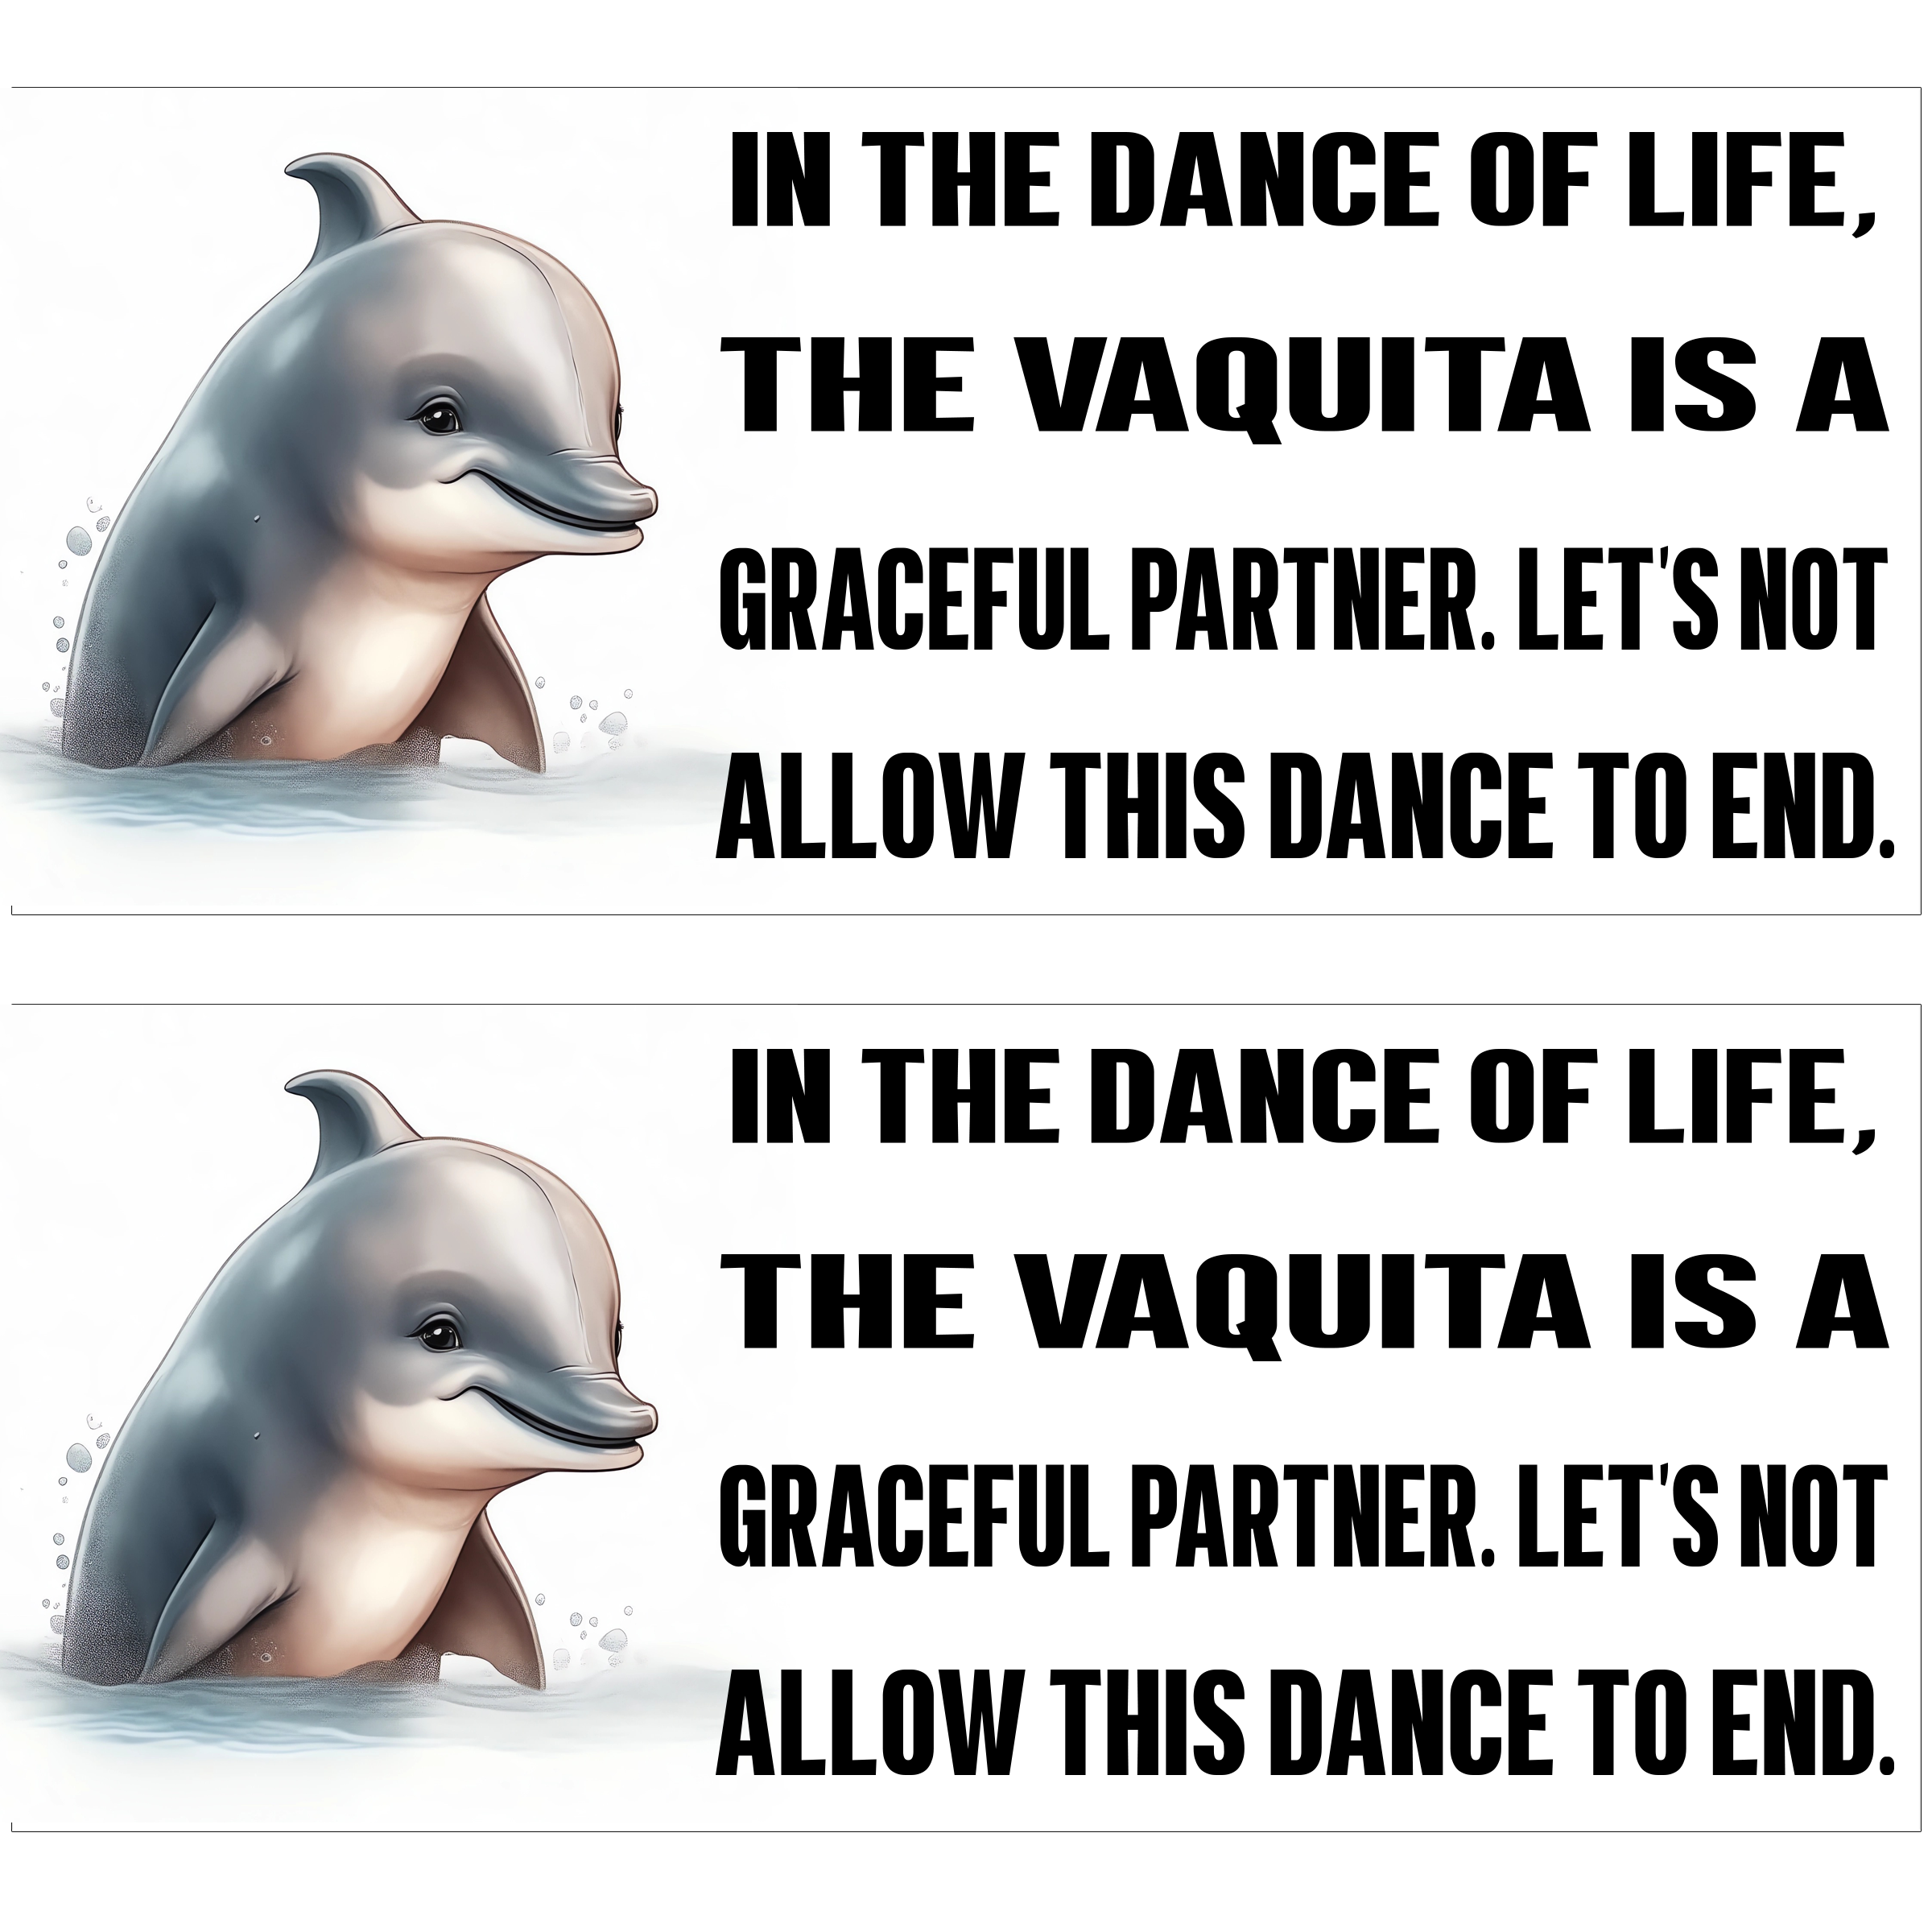 IN THE DANCE OF LIFE,
THE VAQUITA IS A
GRACEFUL PARTNER. LET'S NOT
ALLOW THIS DANCE TO END.
IN THE DANCE OF LIFE,
THE VAQUITA IS A
GRACEFUL PARTNER. LET'S NOT
ALLOW THIS DANCE TO END.